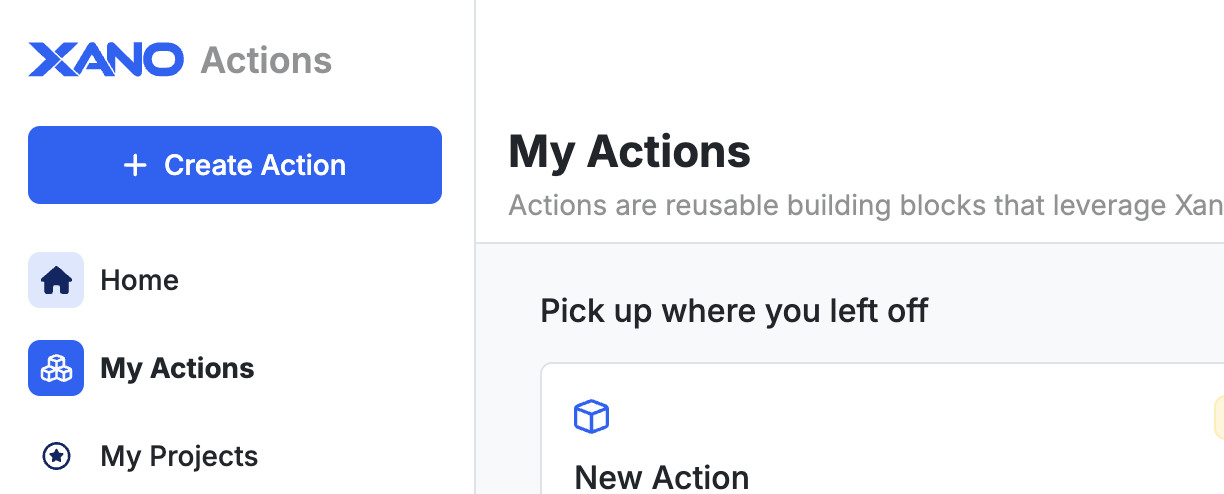 XANO Actions
+ Create Action
Home
My Actions
My Projects
My Actions
Actions are reusable building blocks that leverage Xan
Pick up where you left off
New Action